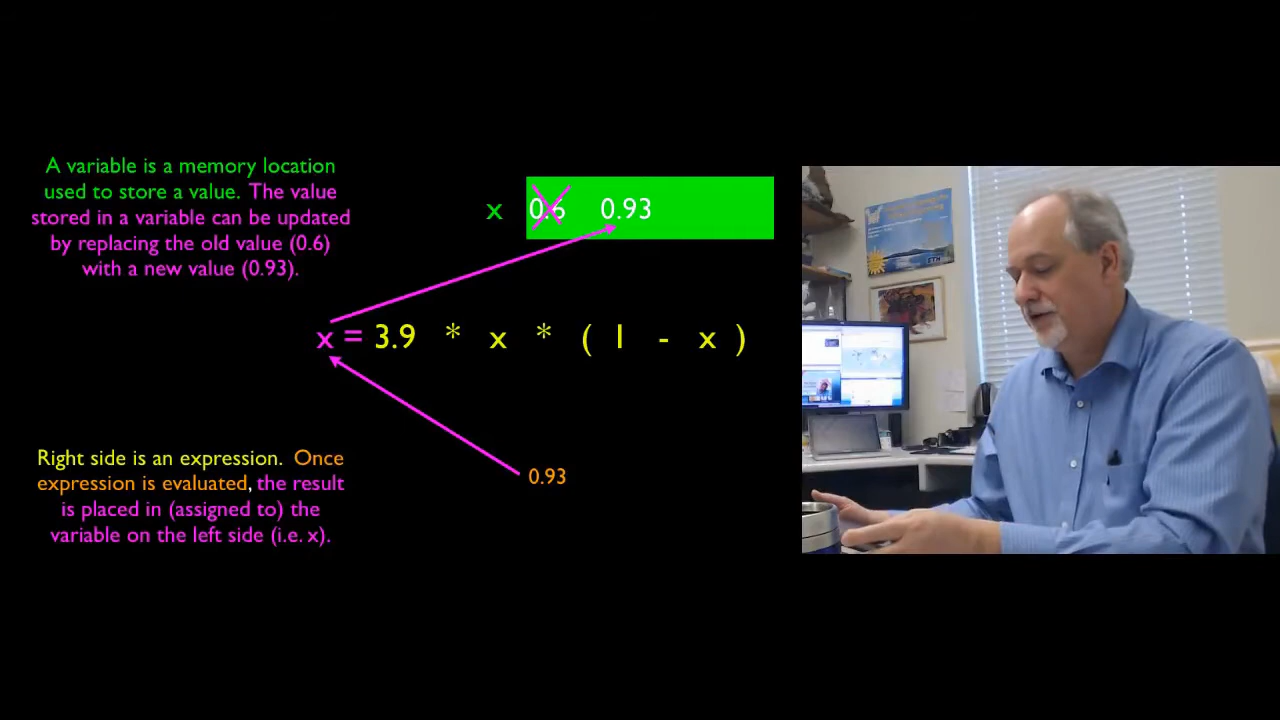 A variable is a memory location
used to store a value. The value
stored in a variable can be updated
by replacing the old value (0.6)
with a new value (0.93).
x 0.6 0.93
x = 3.9 * x * ( 1 - x )
Right side is an expression. Once
expression is evaluated, the result
is placed in (assigned to) the
variable on the left side (i.e. x).
0.93